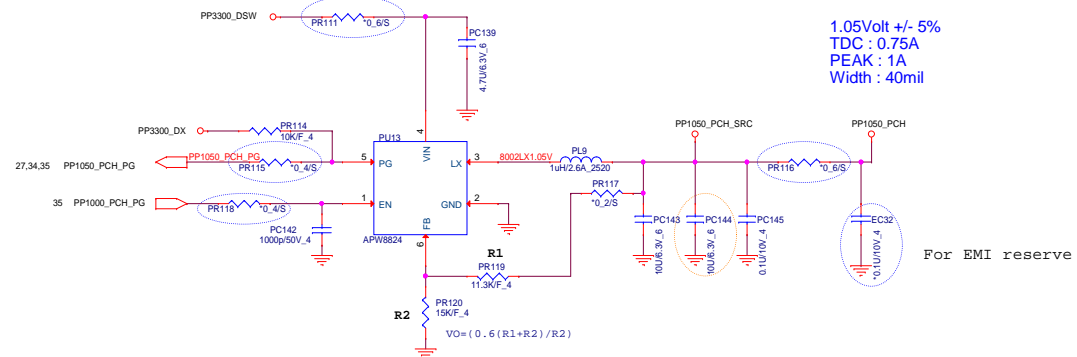 PP3300_DSW
PR111
*0_6/S
PC139
4.7U/6.3V_6
1.05Volt +/- 5%
TDC : 0.75A
PEAK : 1A
Width : 40mil
PP3300_DX
PR114
10K/F_4
PU13
4
VIN
PP1050_PCH_SRC
PP1050_PCH
27,34,35
PP1050_PCH_PG
PP1050_PCH_PG
PR115
*0_4/S
5
PG
LX
3
8002LX1.05V
PL9
1uH/2.6A_2520
PR116
*0_6/S
PR117
*0_2/S
35
PP1000_PCH_PG
PR118
*0_4/S
1
EN
GND
2
FB
6
APW8824
PC142
1000p/50V_4
PC143
10U/6.3V_6
PC144
10U/6.3V_6
PC145
0.1U/10V_4
EC32
*0.1U/10V_4
For EMI reserve
R1
PR119
11.3K/F_4
R2
PR120
15K/F_4
VO=(0.6(R1+R2)/R2)